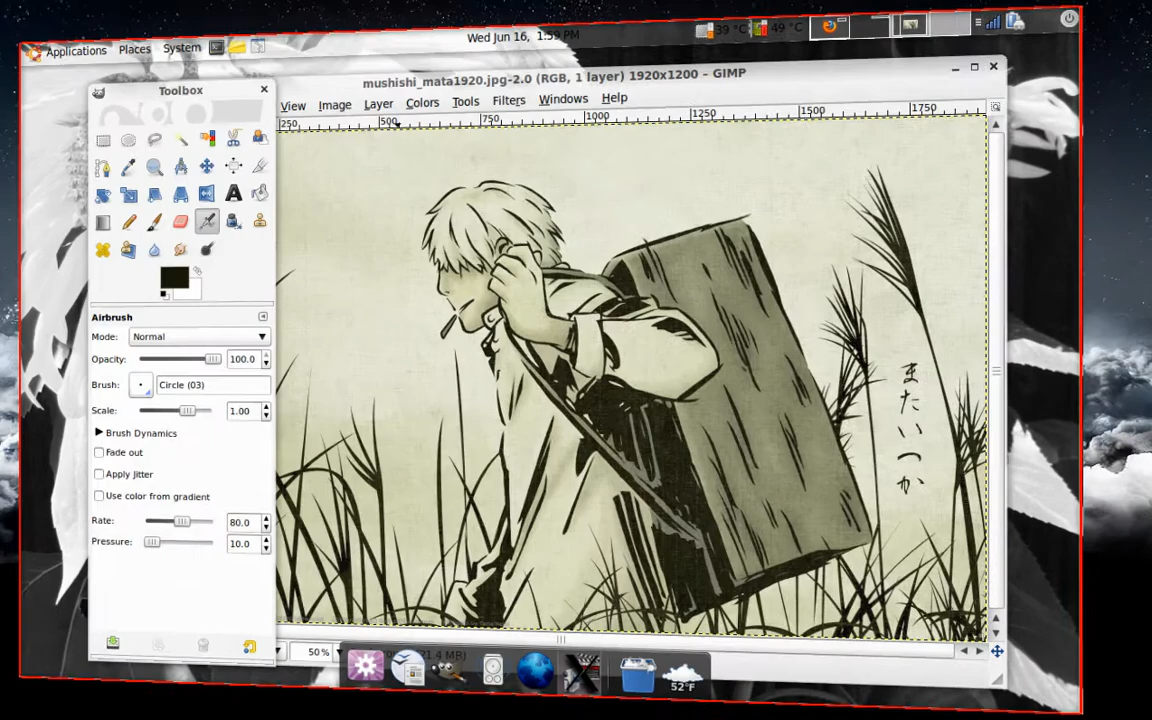 Applications Places System
Wed Jun 16, 1:59 PM
39 °C 49 °C
Toolbox
mushishi_mata1920.jpg-2.0 (RGB, 1 layer) 1920x1200 – GIMP
View Image Layer Colors Tools Filters Windows Help
250 500 750 1000 1250 1500 1750
Airbrush
Mode: Normal
Opacity: 100.0
Brush: Circle (03)
Scale: 1.00
Brush Dynamics
Fade out
Apply Jitter
Use color from gradient
Rate: 80.0
Pressure: 10.0
またいつか
50 %
52°F